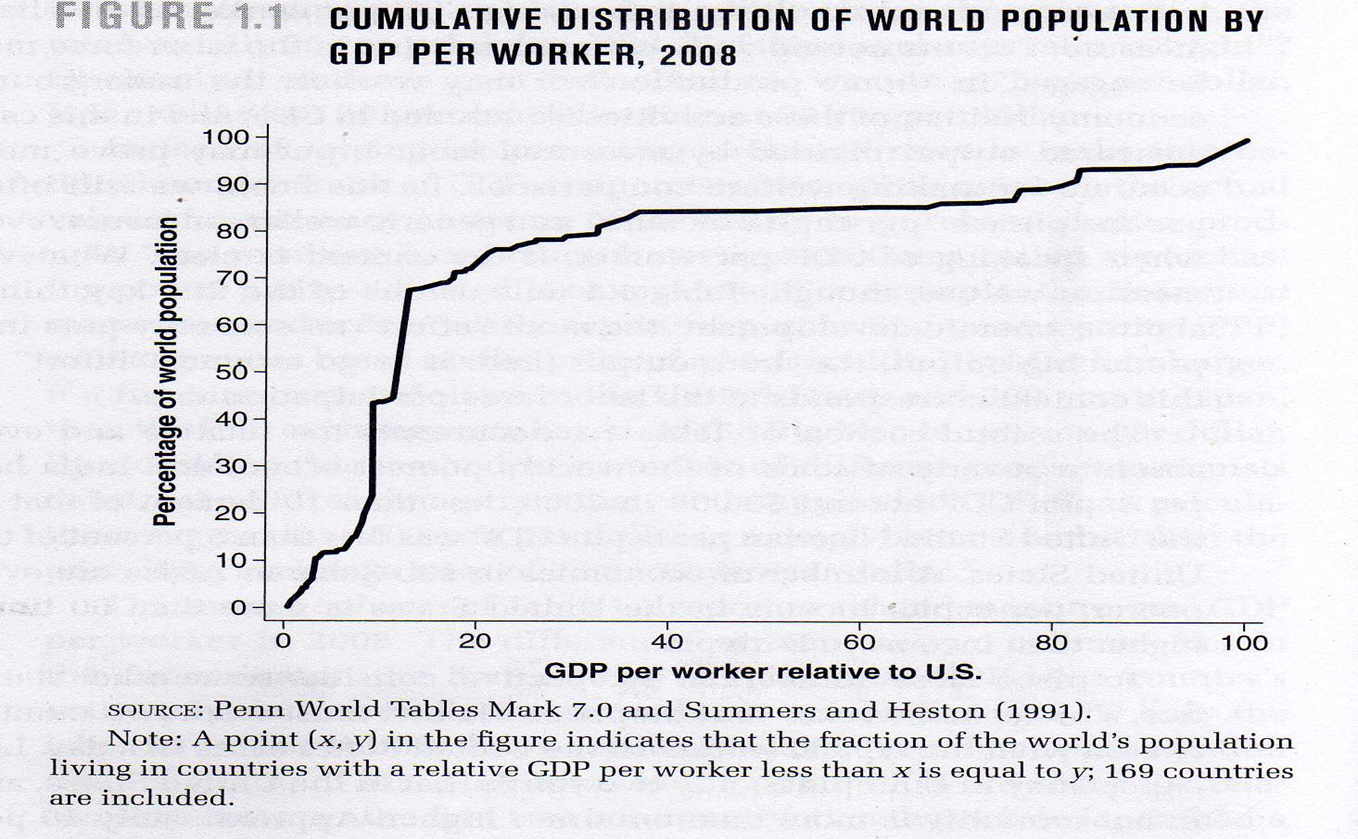 FIGURE 1.1 CUMULATIVE DISTRIBUTION OF WORLD POPULATION BY
GDP PER WORKER, 2008
Percentage of world population
100
90
80
70
60
50
40
30
20
10
0
0 20 40 60 80 100
GDP per worker relative to U.S.
SOURCE: Penn World Tables Mark 7.0 and Summers and Heston (1991).
Note: A point (x,y) in the figure indicates that the fraction of the world's population
living in countries with a relative GDP per worker less than x is equal to y; 169 countries
are included.